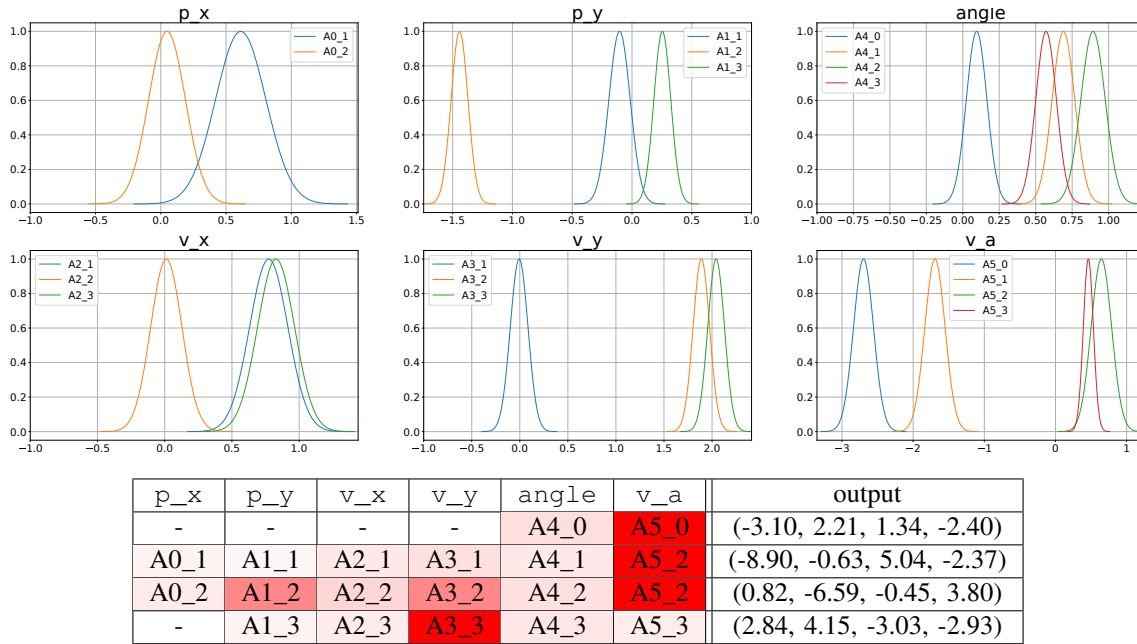 p_x
p_y
angle
A0_1
A0_2
A1_1
A1_2
A1_3
A4_0
A4_1
A4_2
A4_3
1.0
0.8
0.6
0.4
0.2
0.0
−1.0 −0.5 0.0 0.5 1.0 1.5
1.0
0.8
0.6
0.4
0.2
0.0
−1.5 −1.0 −0.5 0.0 0.5 1.0
1.0
0.8
0.6
0.4
0.2
0.0
−1.00 −0.75 −0.50 −0.25 0.00 0.25 0.50 0.75 1.00
v_x
v_y
v_a
A2_1
A2_2
A2_3
A3_1
A3_2
A3_3
A5_0
A5_1
A5_2
A5_3
1.0
0.8
0.6
0.4
0.2
0.0
−1.0 −0.5 0.0 0.5 1.0
1.0
0.8
0.6
0.4
0.2
0.0
−1.0 −0.5 0.0 0.5 1.0 1.5 2.0
1.0
0.8
0.6
0.4
0.2
0.0
−3 −2 −1 0 1
p_x p_y v_x v_y angle v_a output
- - - - A4_0 A5_0 (-3.10, 2.21, 1.34, -2.40)
A0_1 A1_1 A2_1 A3_1 A4_1 A5_2 (-8.90, -0.63, 5.04, -2.37)
A0_2 A1_2 A2_2 A3_2 A4_2 A5_2 (0.82, -6.59, -0.45, 3.80)
- A1_3 A2_3 A3_3 A4_3 A5_3 (2.84, 4.15, -3.03, -2.93)